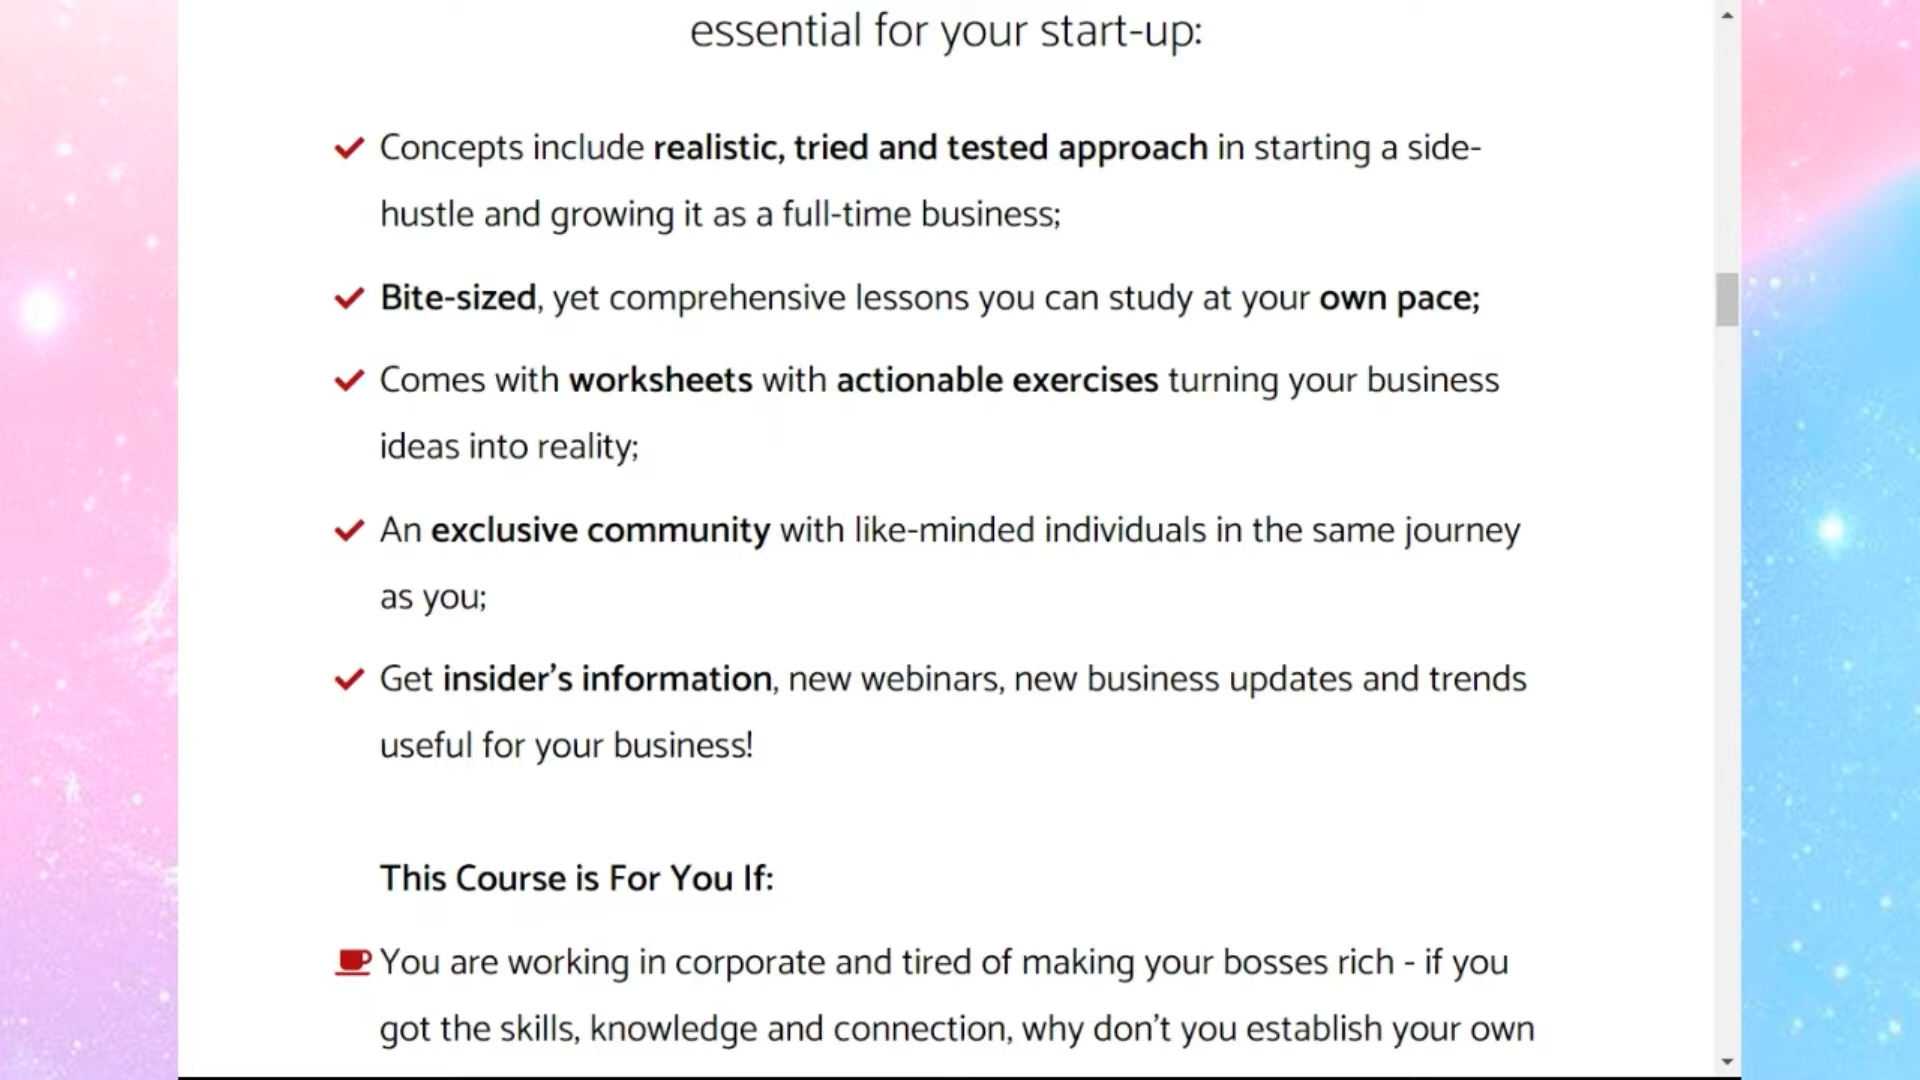 essential for your start-up:
Concepts include realistic, tried and tested approach in starting a side-
hustle and growing it as a full-time business;
Bite-sized, yet comprehensive lessons you can study at your own pace;
Comes with worksheets with actionable exercises turning your business
ideas into reality;
An exclusive community with like-minded individuals in the same journey
as you;
Get insider’s information, new webinars, new business updates and trends
useful for your business!
This Course is For You If:
You are working in corporate and tired of making your bosses rich - if you
got the skills, knowledge and connection, why don’t you establish your own